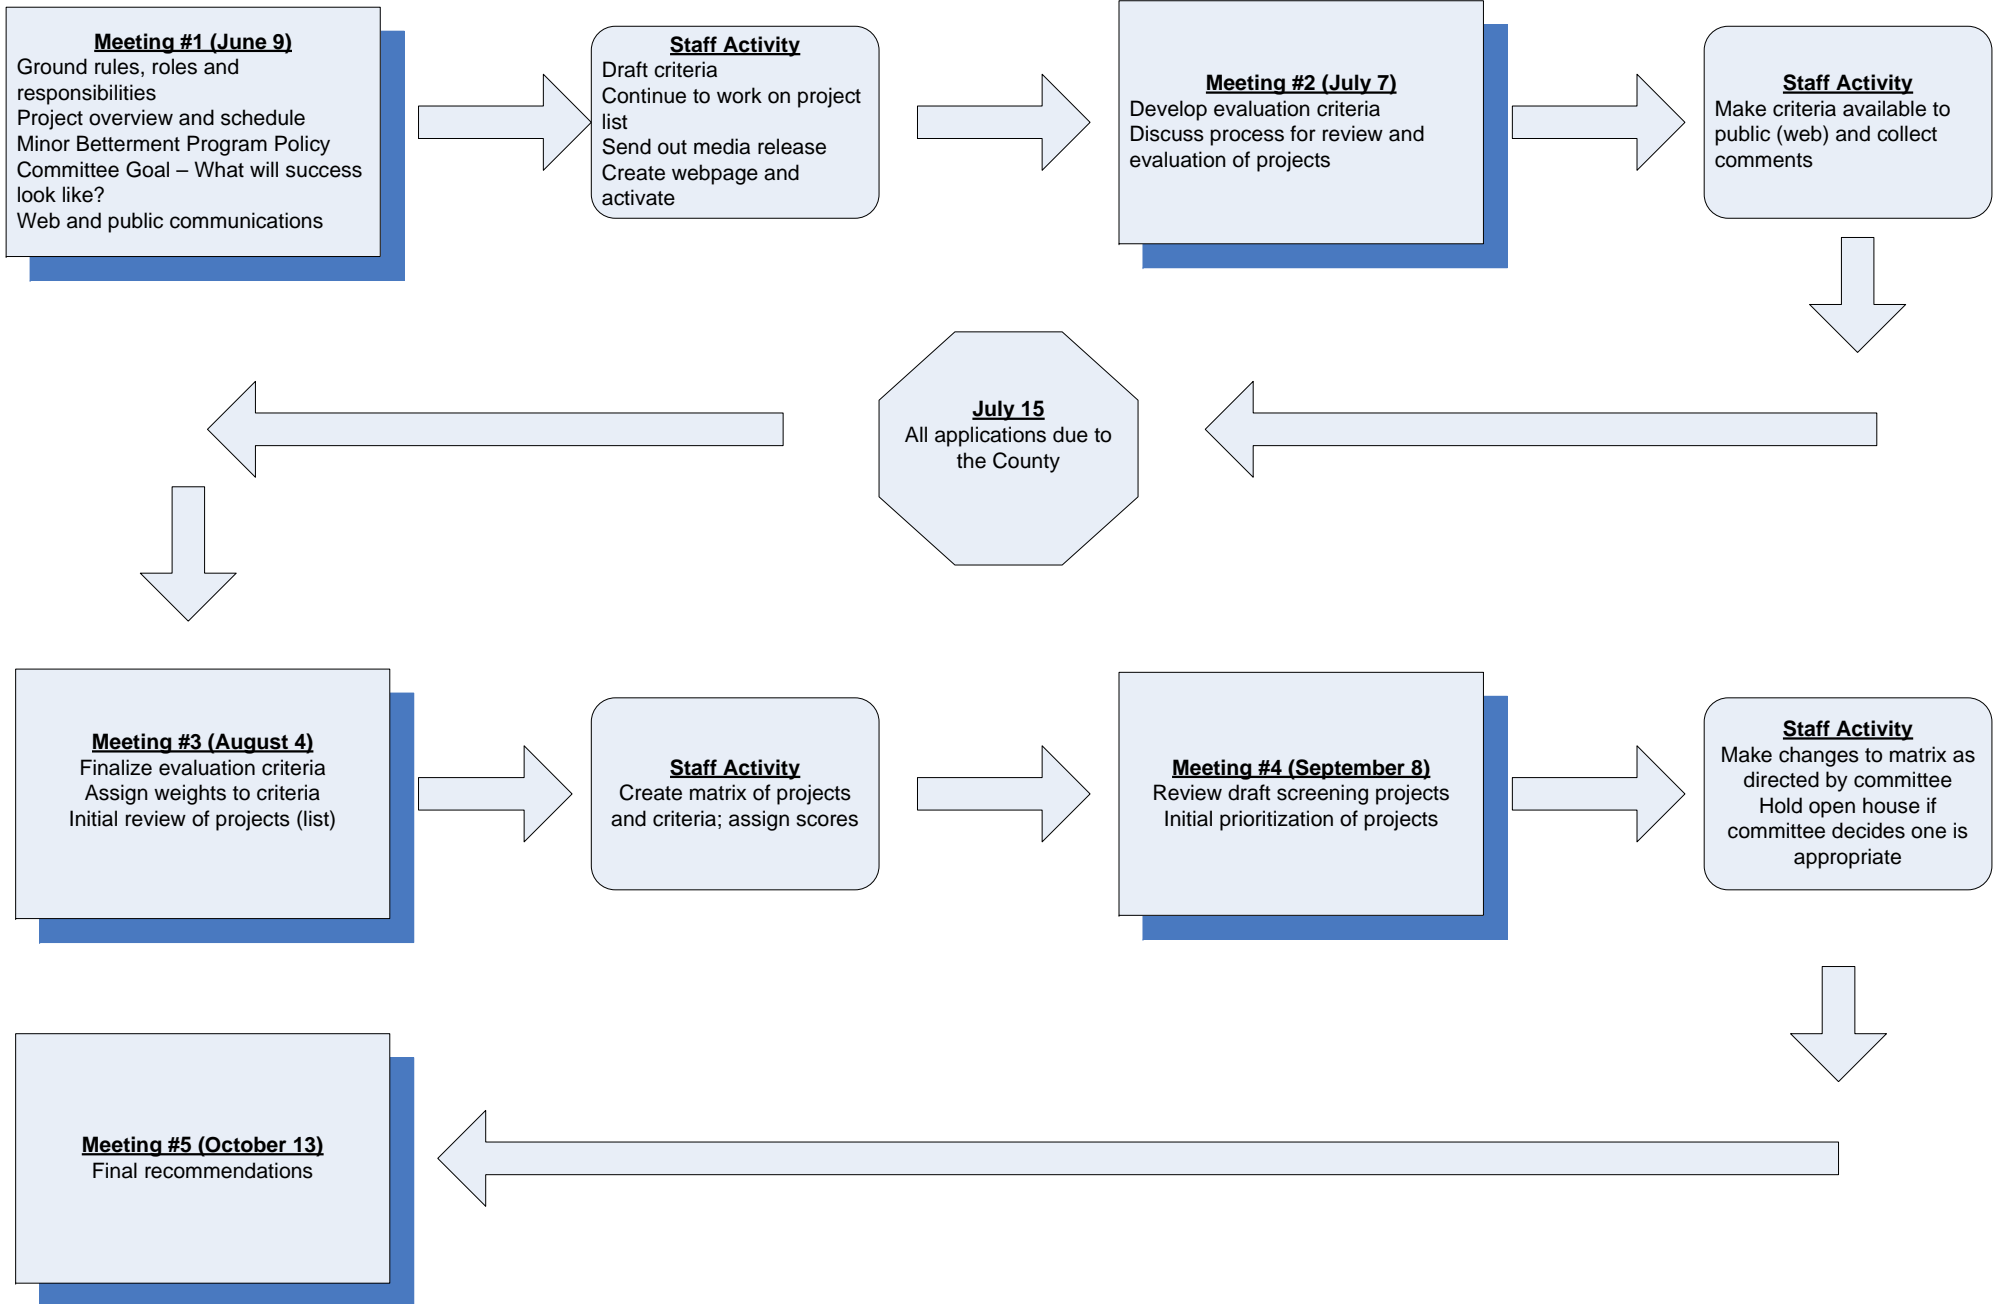 Meeting #1 (June 9)
Ground rules, roles and
responsibilities
Project overview and schedule
Minor Betterment Program Policy
Committee Goal – What will success
look like?
Web and public communications
Staff Activity
Draft criteria
Continue to work on project
list
Send out media release
Create webpage and
activate
Meeting #2 (July 7)
Develop evaluation criteria
Discuss process for review and
evaluation of projects
Staff Activity
Make criteria available to
public (web) and collect
comments
July 15
All applications due to
the County
Meeting #3 (August 4)
Finalize evaluation criteria
Assign weights to criteria
Initial review of projects (list)
Staff Activity
Create matrix of projects
and criteria; assign scores
Meeting #4 (September 8)
Review draft screening projects
Initial prioritization of projects
Staff Activity
Make changes to matrix as
directed by committee
Hold open house if
committee decides one is
appropriate
Meeting #5 (October 13)
Final recommendations